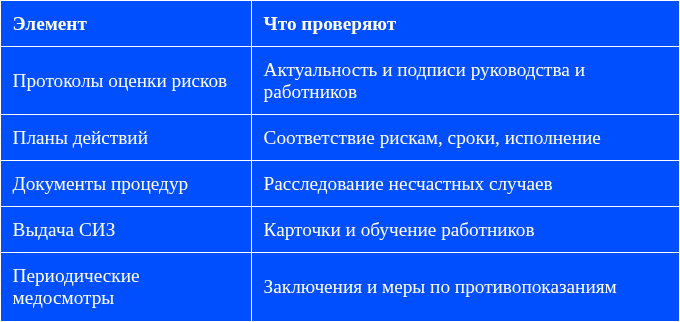 Элемент
Что проверяют
Протоколы оценки рисков
Актуальность и подписи руководства и
работников
Планы действий
Соответствие рискам, сроки, исполнение
Документы процедур
Расследование несчастных случаев
Выдача СИЗ
Карточки и обучение работников
Периодические
медосмотры
Заключения и меры по противопоказаниям